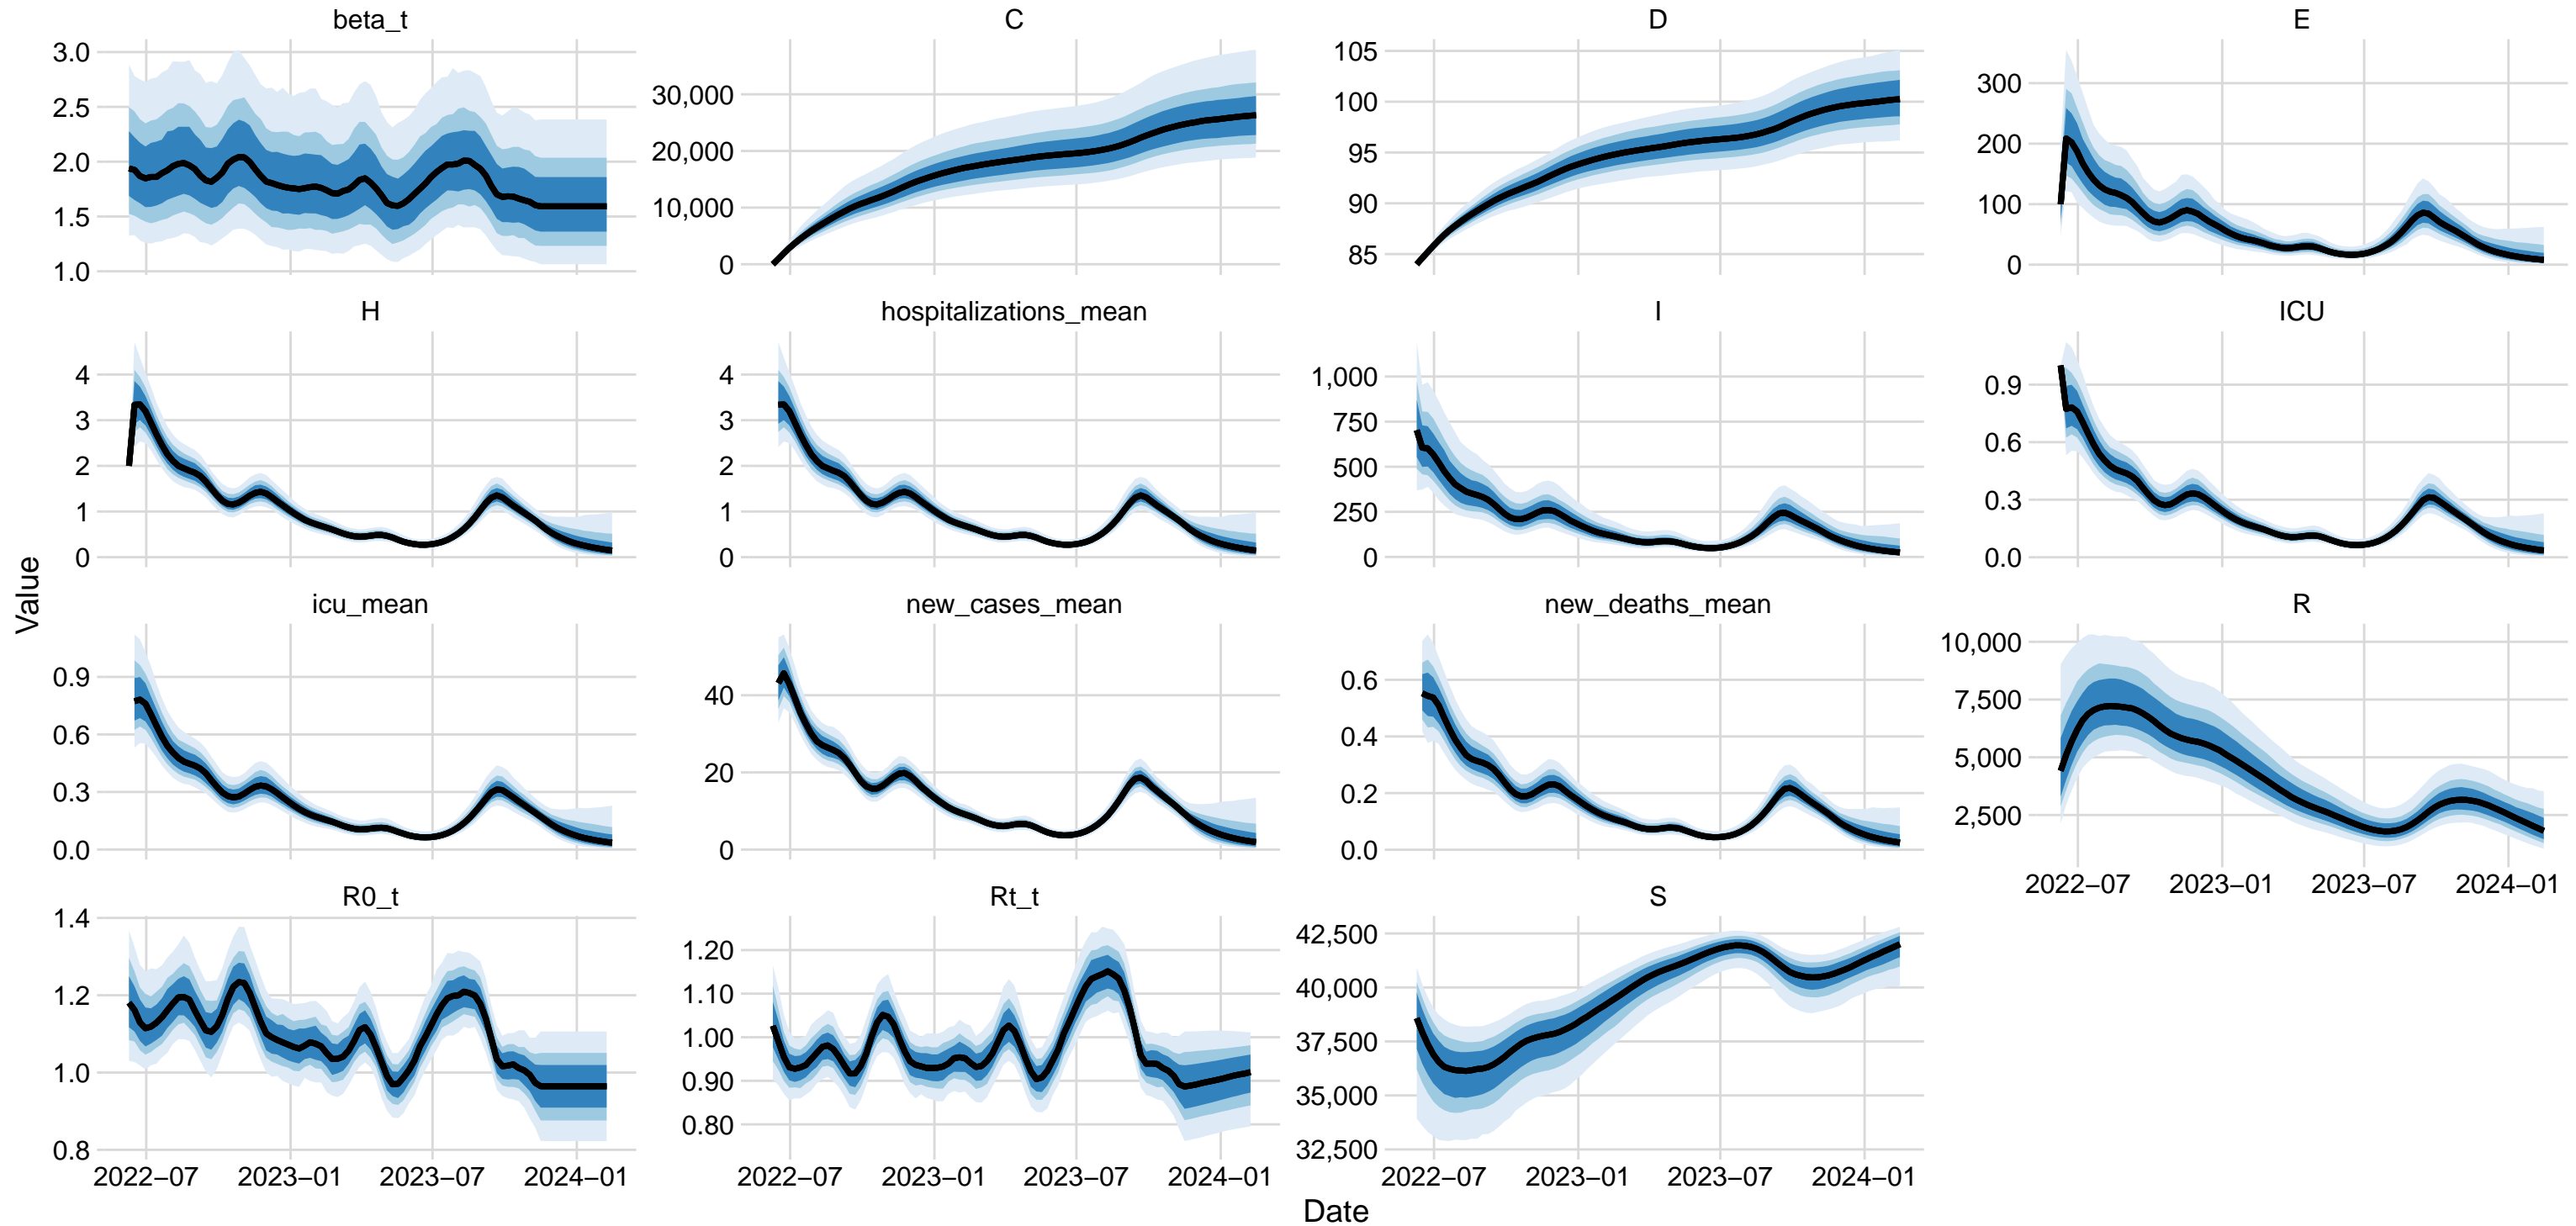 beta_t C D E
3.0 2.5 2.0 1.5 1.0
30,000 20,000 10,000 0
105 100 95 90 85
300 200 100 0
H hospitalizations_mean I ICU
4 3 2 1 0
4 3 2 1 0
1,000 750 500 250 0
0.9 0.6 0.3 0.0
Value
icu_mean new_cases_mean new_deaths_mean R
0.9 0.6 0.3 0.0
40 20 0
0.6 0.4 0.2 0.0
10,000 7,500 5,000 2,500
2022−07 2023−01 2023−07 2024−01
R0_t Rt_t S
1.4 1.2 1.0 0.8
1.20 1.10 1.00 0.90 0.80
42,500 40,000 37,500 35,000 32,500
2022−07 2023−01 2023−07 2024−01 2022−07 2023−01 2023−07 2024−01 2022−07 2023−01 2023−07 2024−01
Date